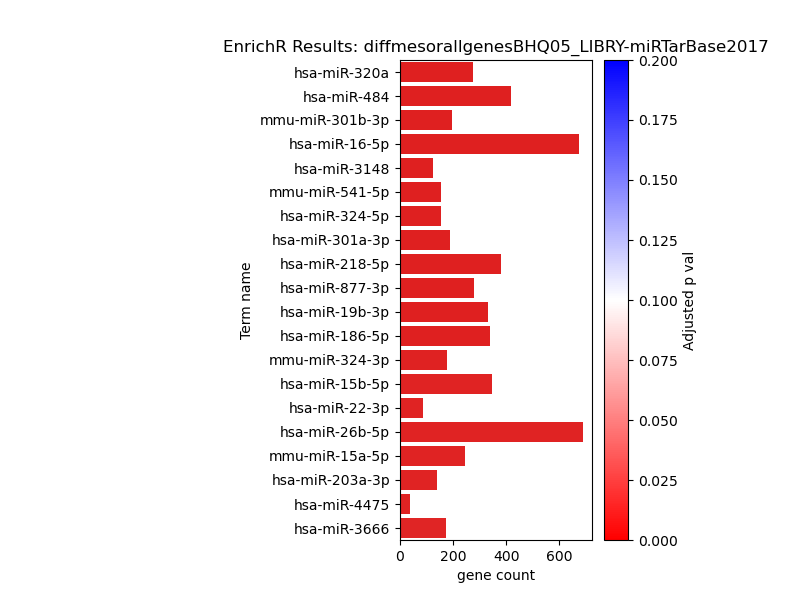 EnrichR Results: diffmesorallgenesBHQ05_LIBRY-miRTarBase2017
hsa-miR-320a
hsa-miR-484
mmu-miR-301b-3p
hsa-miR-16-5p
hsa-miR-3148
mmu-miR-541-5p
hsa-miR-324-5p
hsa-miR-301a-3p
hsa-miR-218-5p
hsa-miR-877-3p
hsa-miR-19b-3p
hsa-miR-186-5p
mmu-miR-324-3p
hsa-miR-15b-5p
hsa-miR-22-3p
hsa-miR-26b-5p
mmu-miR-15a-5p
hsa-miR-203a-3p
hsa-miR-4475
hsa-miR-3666
Term name
0 200 400 600
gene count
0.200
0.175
0.150
0.125
0.100
0.075
0.050
0.025
0.000
Adjusted p val